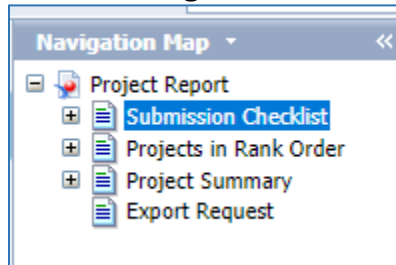 Navigation Map
Project Report
Submission Checklist
Projects in Rank Order
Project Summary
Export Request